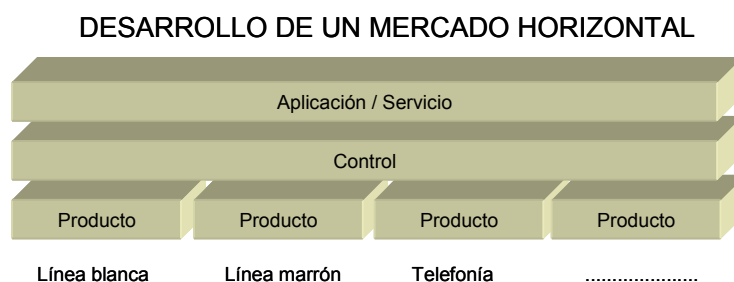 DESARROLLO DE UN MERCADO HORIZONTAL
Aplicación / Servicio
Control
Producto Producto Producto Producto
Línea blanca Línea marrón Telefonía .....................